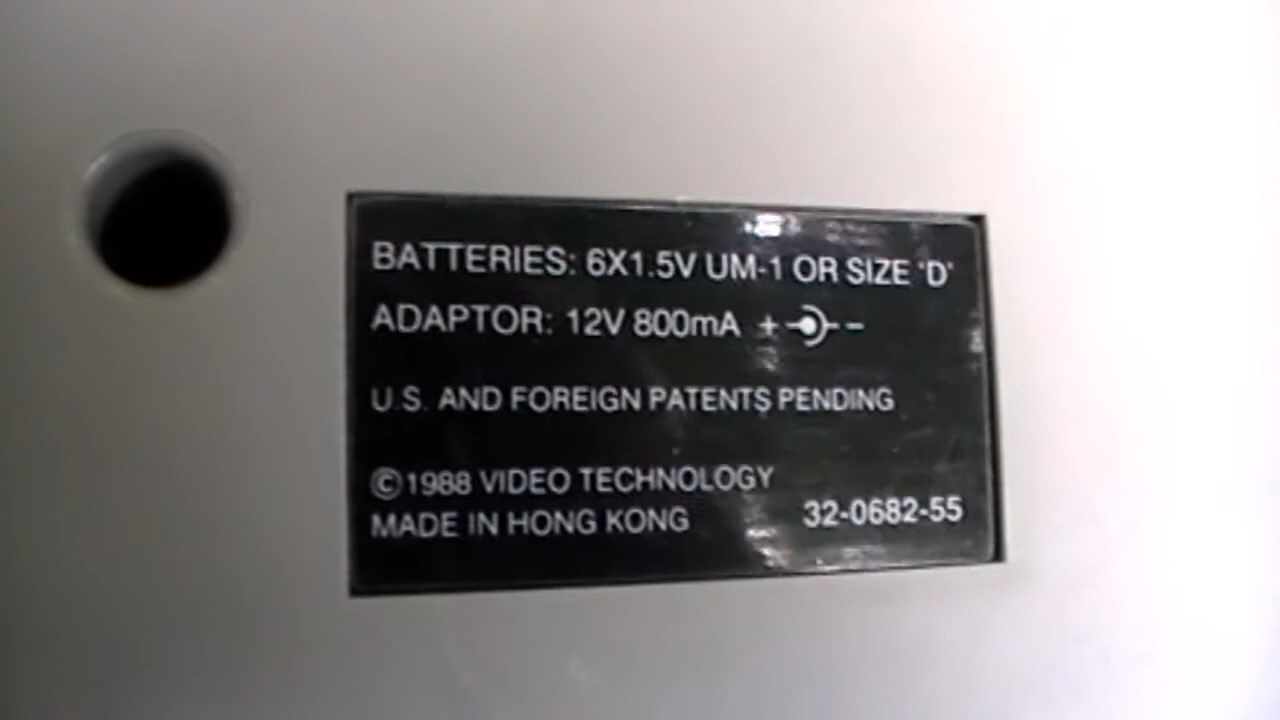 BATTERIES: 6X1.5V UM-1 OR SIZE 'D'
ADAPTOR: 12V 800mA + -
U.S. AND FOREIGN PATENTS PENDING
©1988 VIDEO TECHNOLOGY
MADE IN HONG KONG 32-0682-55